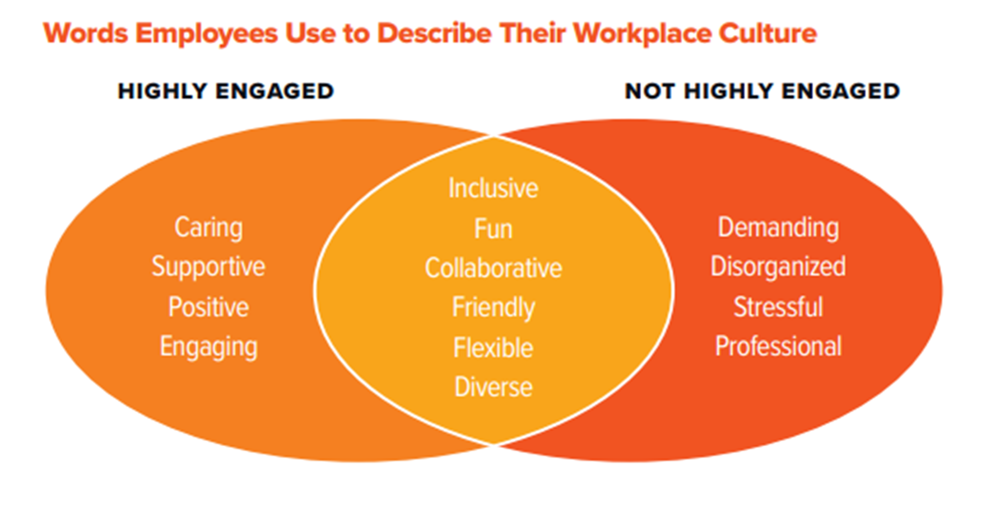 Words Employees Use to Describe Their Workplace Culture
HIGHLY ENGAGED
NOT HIGHLY ENGAGED
Caring
Supportive
Positive
Engaging
Inclusive
Fun
Collaborative
Friendly
Flexible
Diverse
Demanding
Disorganized
Stressful
Professional